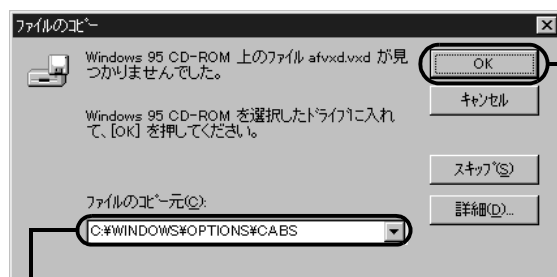 ファイルのコピー
Windows 95 CD-ROM 上のファイル afvxd.vxd が見
つかりませんでした。
Windows 95 CD-ROM を選択したドライブに入れ
て、[OK] を押してください。
ファイルのコピー元(C):
C:¥WINDOWS¥OPTIONS¥CABS
OK
キャンセル
スキップ(S)
詳細(D)...